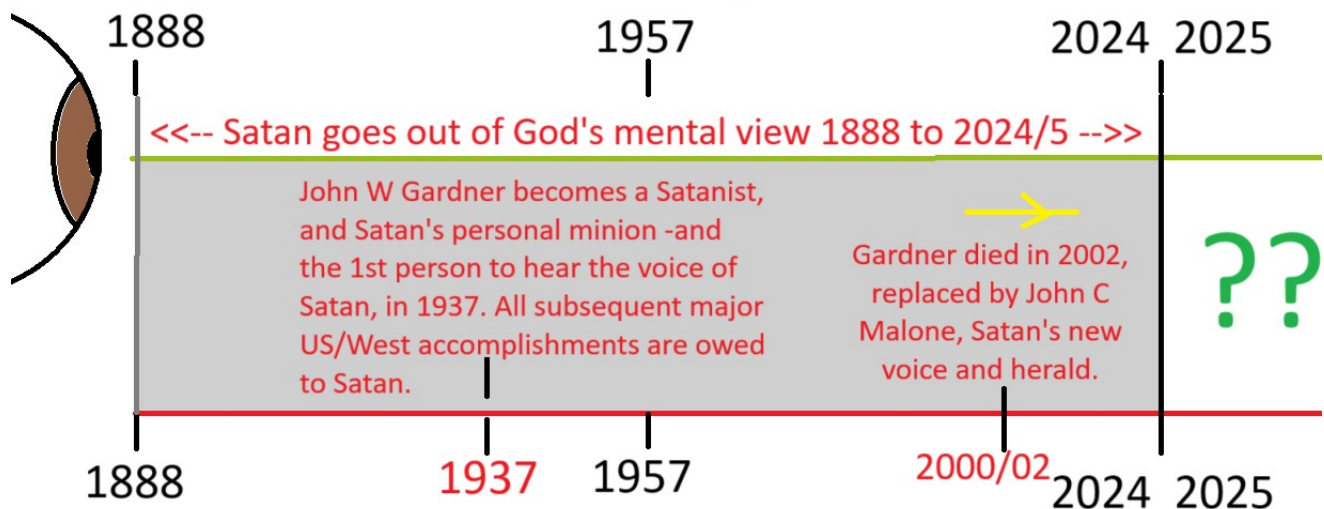 1888
1957
2024 2025
<<-- Satan goes out of God's mental view 1888 to 2024/5 -->>
John W Gardner becomes a Satanist,
and Satan's personal minion -and
the 1st person to hear the voice of
Satan, in 1937. All subsequent major
US/West accomplishments are owed
to Satan.
Gardner died in 2002,
replaced by John C
Malone, Satan's new
voice and herald.
??
1888
1937
1957
2000/02
2024 2025